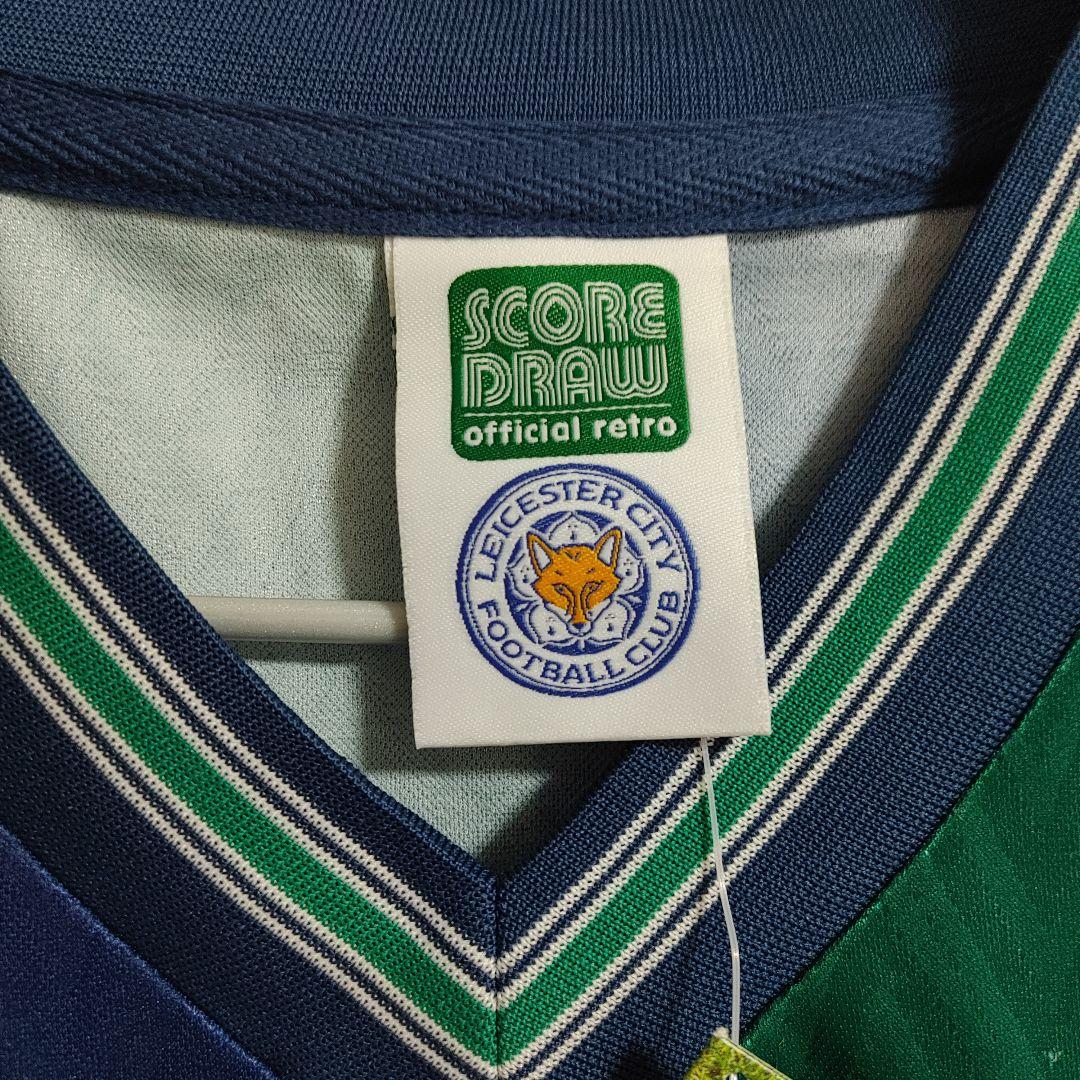 SCORE
DRAW
official retro
LEICESTER CITY
FOOTBALL CLUB